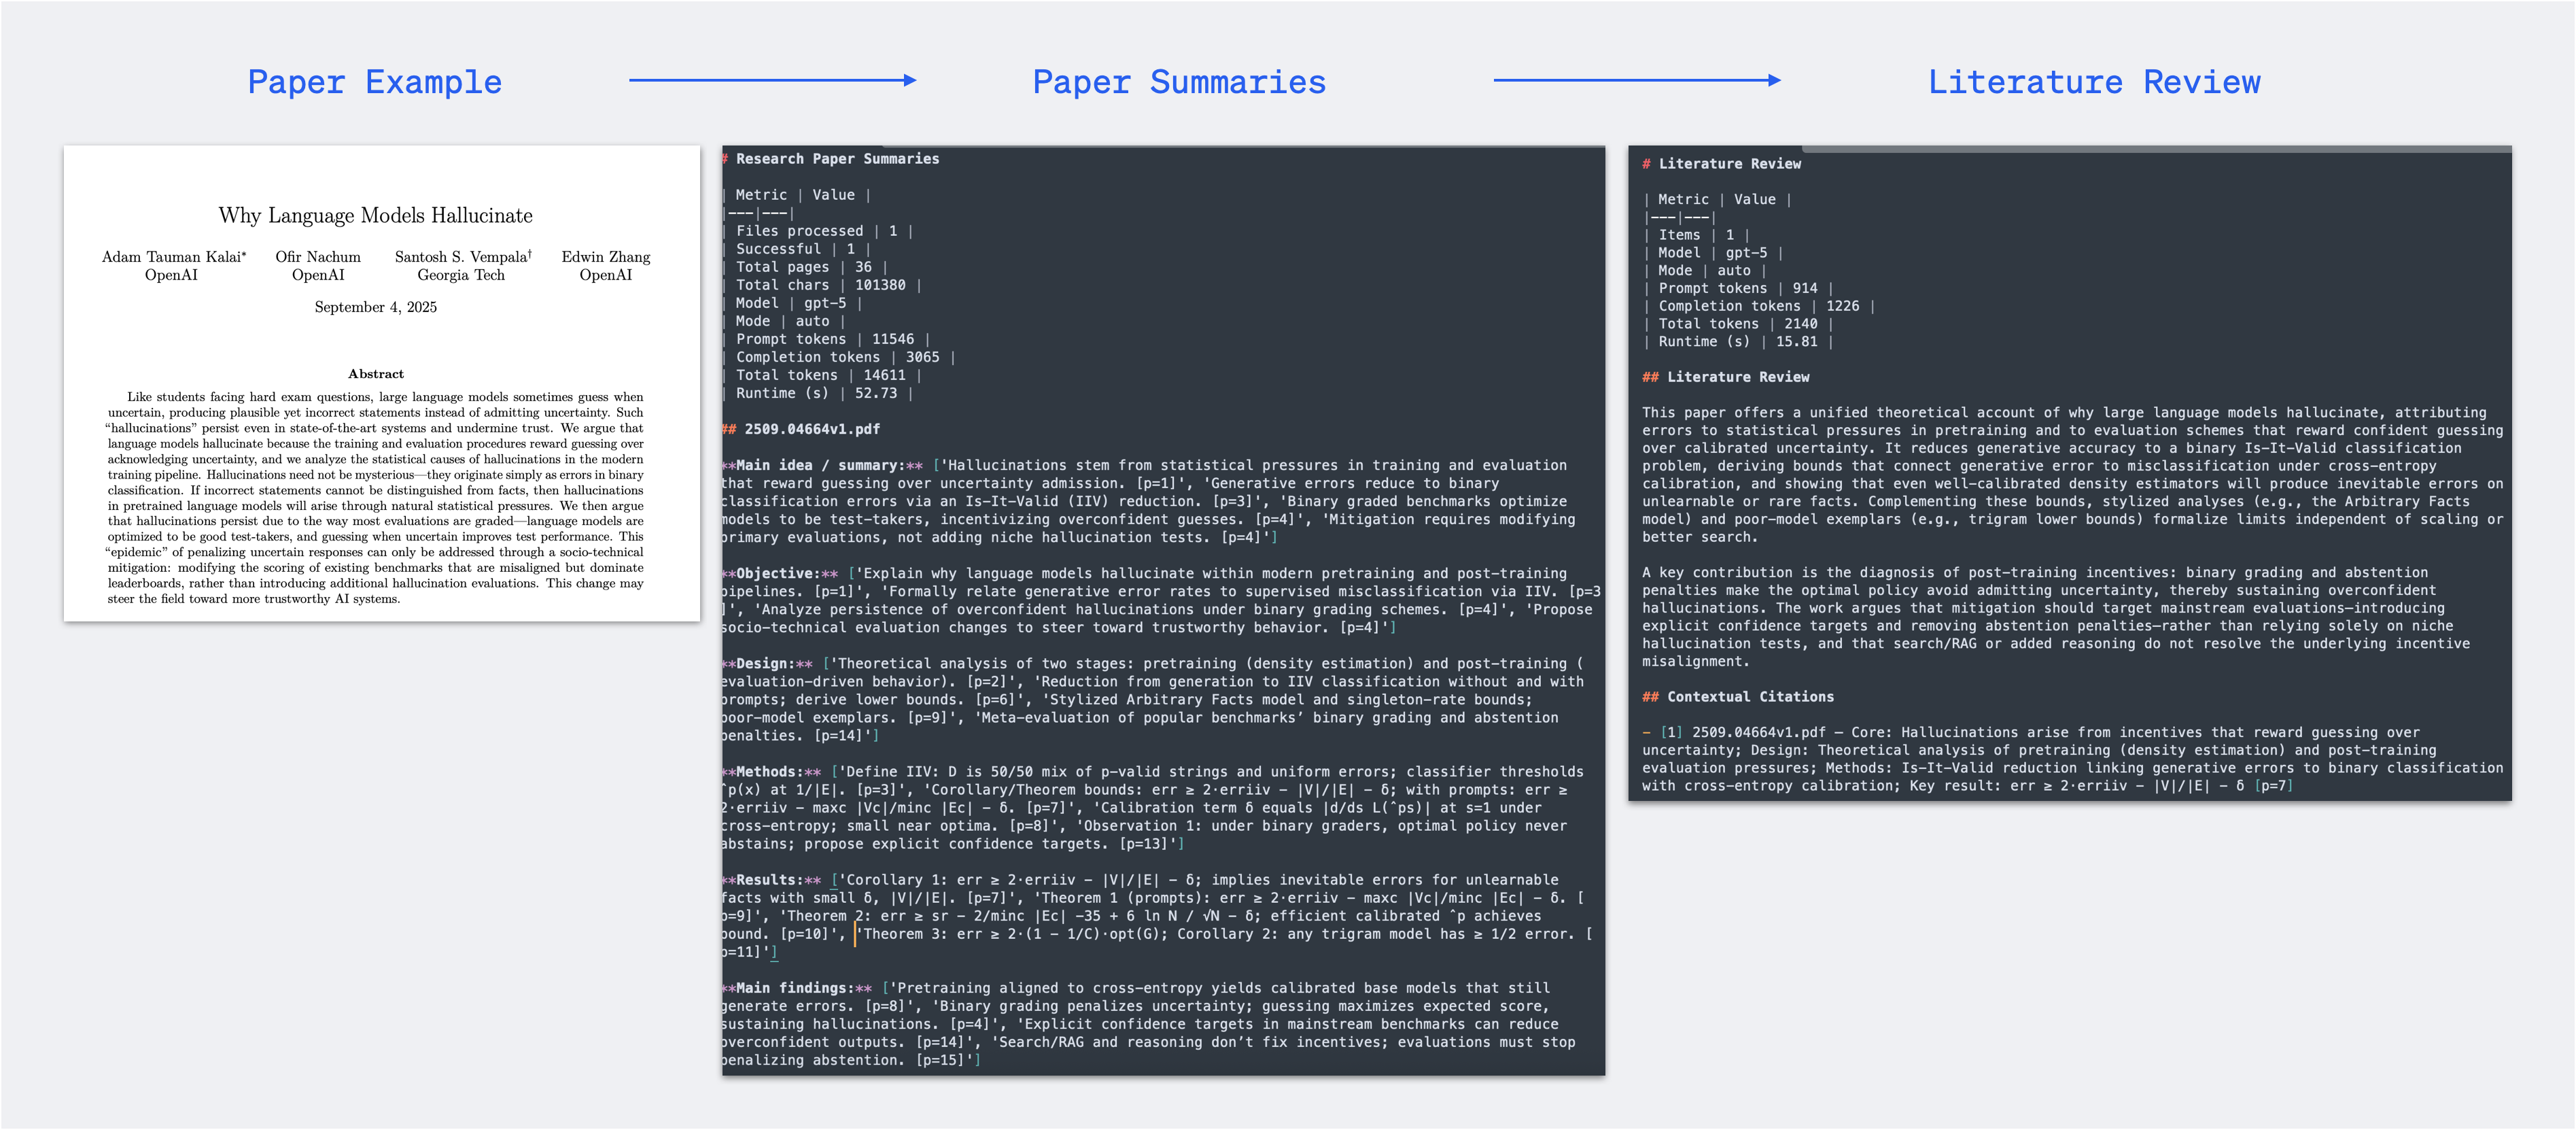 Paper Example
Paper Summaries
Literature Review
Why Language Models Hallucinate
Adam Tauman Kalai* Ofir Nachum Santosh S. Vempala† Edwin Zhang
OpenAI OpenAI Georgia Tech OpenAI
September 4, 2025
Abstract
Like students facing hard exam questions, large language models sometimes guess when
uncertain, producing plausible yet incorrect statements instead of admitting uncertainty. Such
“hallucinations” persist even in state-of-the-art systems and undermine trust. We argue that
language models hallucinate because the training and evaluation procedures reward guessing over
acknowledging uncertainty, and we analyze the statistical causes of hallucinations in the modern
training pipeline. Hallucinations need not be mysterious—they originate simply as errors in binary
classification. If incorrect statements cannot be distinguished from facts, then hallucinations
in pretrained language models will arise through natural statistical pressures. We then argue
that hallucinations persist due to the way most evaluations are graded—language models are
optimized to be good test-takers, and guessing when uncertain improves test performance. This
“epidemic” of penalizing uncertain responses can only be addressed through a socio-technical
mitigation: modifying the scoring of existing benchmarks that are misaligned but dominate
leaderboards, rather than introducing additional hallucination evaluations. This change may
steer the field toward more trustworthy AI systems.
# Research Paper Summaries
| Metric | Value |
|---|---|
| Files processed | 1 |
| Successful | 1 |
| Total pages | 36 |
| Total chars | 101380 |
| Model | gpt-5 |
| Mode | auto |
| Prompt tokens | 11546 |
| Completion tokens | 3065 |
| Total tokens | 14611 |
| Runtime (s) | 52.73 |
## 2509.04664v1.pdf
**Main idea / summary:** ['Hallucinations stem from statistical pressures in training and evaluation
that reward guessing over uncertainty admission. [p=1]', 'Generative errors reduce to binary
classification errors via an Is-It-Valid (IIV) reduction. [p=3]', 'Binary graded benchmarks optimize
models to be test-takers, incentivizing overconfident guesses. [p=4]', 'Mitigation requires modifying
primary evaluations, not adding niche hallucination tests. [p=4]']
**Objective:** ['Explain why language models hallucinate within modern pretraining and post-training
pipelines. [p=1]', 'Formally relate generative error rates to supervised misclassification via IIV. [p=3
]', 'Analyze persistence of overconfident hallucinations under binary grading schemes. [p=4]', 'Propose
socio-technical evaluation changes to steer toward trustworthy behavior. [p=4]']
**Design:** ['Theoretical analysis of two stages: pretraining (density estimation) and post-training (
evaluation-driven behavior). [p=2]', 'Reduction from generation to IIV classification without and with
prompts; derive lower bounds. [p=6]', 'Stylized Arbitrary Facts model and singleton-rate bounds;
poor-model exemplars. [p=9]', 'Meta-evaluation of popular benchmarks’ binary grading and abstention
penalties. [p=14]']
**Methods:** ['Define IIV: D is 50/50 mix of p-valid strings and uniform errors; classifier thresholds
ˆp(x) at 1/|E|. [p=3]', 'Corollary/Theorem bounds: err ≥ 2·erriiv − |V|/|E| − δ; with prompts: err ≥
2·erriiv − maxc |Vc|/minc |Ec| − δ. [p=7]', 'Calibration term δ equals |d/ds L(ˆps)| at s=1 under
cross-entropy; small near optima. [p=8]', 'Observation 1: under binary graders, optimal policy never
abstains; propose explicit confidence targets. [p=13]']
**Results:** ['Corollary 1: err ≥ 2·erriiv − |V|/|E| − δ; implies inevitable errors for unlearnable
facts with small δ, |V|/|E|. [p=7]', 'Theorem 1 (prompts): err ≥ 2·erriiv − maxc |Vc|/minc |Ec| − δ. [
p=9]', 'Theorem 2: err ≥ sr − 2/minc |Ec| −35 + 6 ln N / √N − δ; efficient calibrated ˆp achieves
bound. [p=10]', 'Theorem 3: err ≥ 2·(1 − 1/C)·opt(G); Corollary 2: any trigram model has ≥ 1/2 error. [
p=11]']
**Main findings:** ['Pretraining aligned to cross-entropy yields calibrated base models that still
generate errors. [p=8]', 'Binary grading penalizes uncertainty; guessing maximizes expected score,
sustaining hallucinations. [p=4]', 'Explicit confidence targets in mainstream benchmarks can reduce
overconfident outputs. [p=14]', 'Search/RAG and reasoning don’t fix incentives; evaluations must stop
penalizing abstention. [p=15]']
# Literature Review
| Metric | Value |
|---|---|
| Items | 1 |
| Model | gpt-5 |
| Mode | auto |
| Prompt tokens | 914 |
| Completion tokens | 1226 |
| Total tokens | 2140 |
| Runtime (s) | 15.81 |
## Literature Review
This paper offers a unified theoretical account of why large language models hallucinate, attributing
errors to statistical pressures in pretraining and to evaluation schemes that reward confident guessing
over calibrated uncertainty. It reduces generative accuracy to a binary Is-It-Valid classification
problem, deriving bounds that connect generative error to misclassification under cross-entropy
calibration, and showing that even well-calibrated density estimators will produce inevitable errors on
unlearnable or rare facts. Complementing these bounds, stylized analyses (e.g., the Arbitrary Facts
model) and poor-model exemplars (e.g., trigram lower bounds) formalize limits independent of scaling or
better search.
A key contribution is the diagnosis of post-training incentives: binary grading and abstention
penalties make the optimal policy avoid admitting uncertainty, thereby sustaining overconfident
hallucinations. The work argues that mitigation should target mainstream evaluations—introducing
explicit confidence targets and removing abstention penalties—rather than relying solely on niche
hallucination tests, and that search/RAG or added reasoning do not resolve the underlying incentive
misalignment.
## Contextual Citations
- [1] 2509.04664v1.pdf — Core: Hallucinations arise from incentives that reward guessing over
uncertainty; Design: Theoretical analysis of pretraining (density estimation) and post-training
evaluation pressures; Methods: Is-It-Valid reduction linking generative errors to binary classification
with cross-entropy calibration; Key result: err ≥ 2·erriiv − |V|/|E| − δ [p=7]